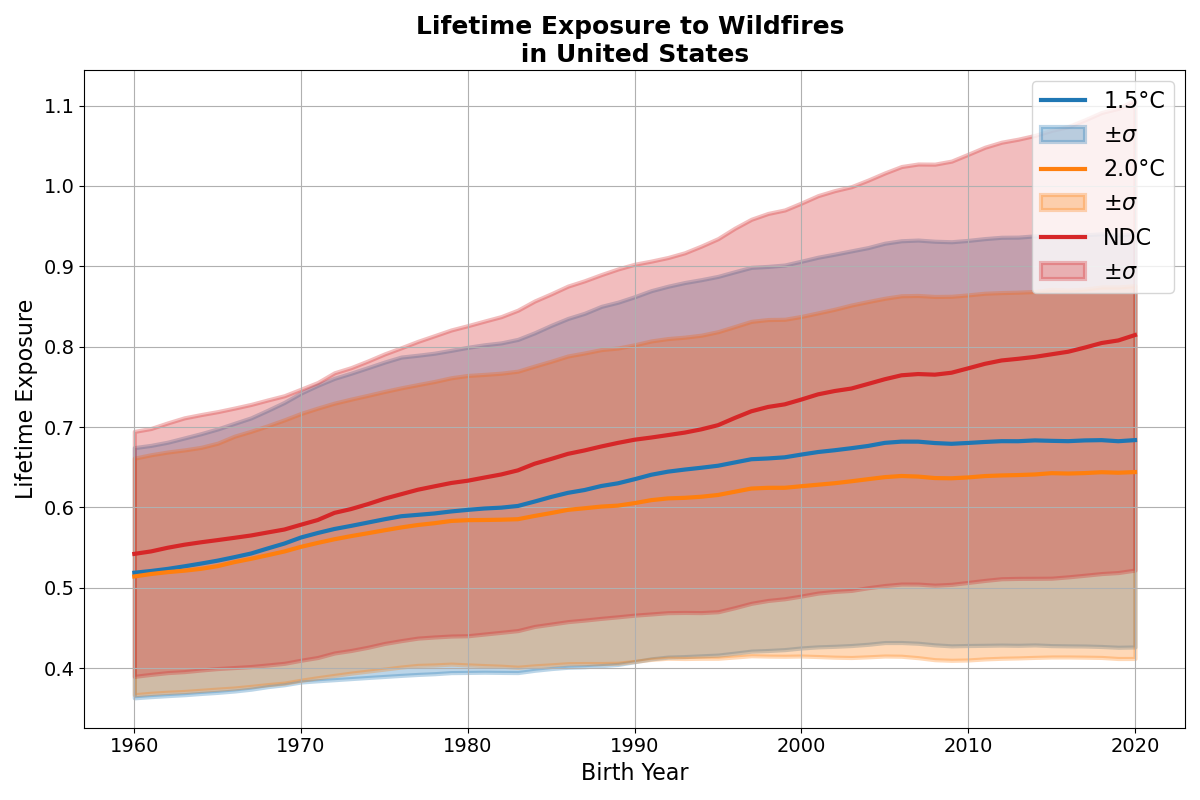 Lifetime Exposure to Wildfires
in United States
1.1
1.0
0.9
0.8
0.7
0.6
0.5
0.4
Lifetime Exposure
1960
1970
1980
1990
2000
2010
2020
Birth Year
1.5°C
±σ
2.0°C
±σ
NDC
±σ